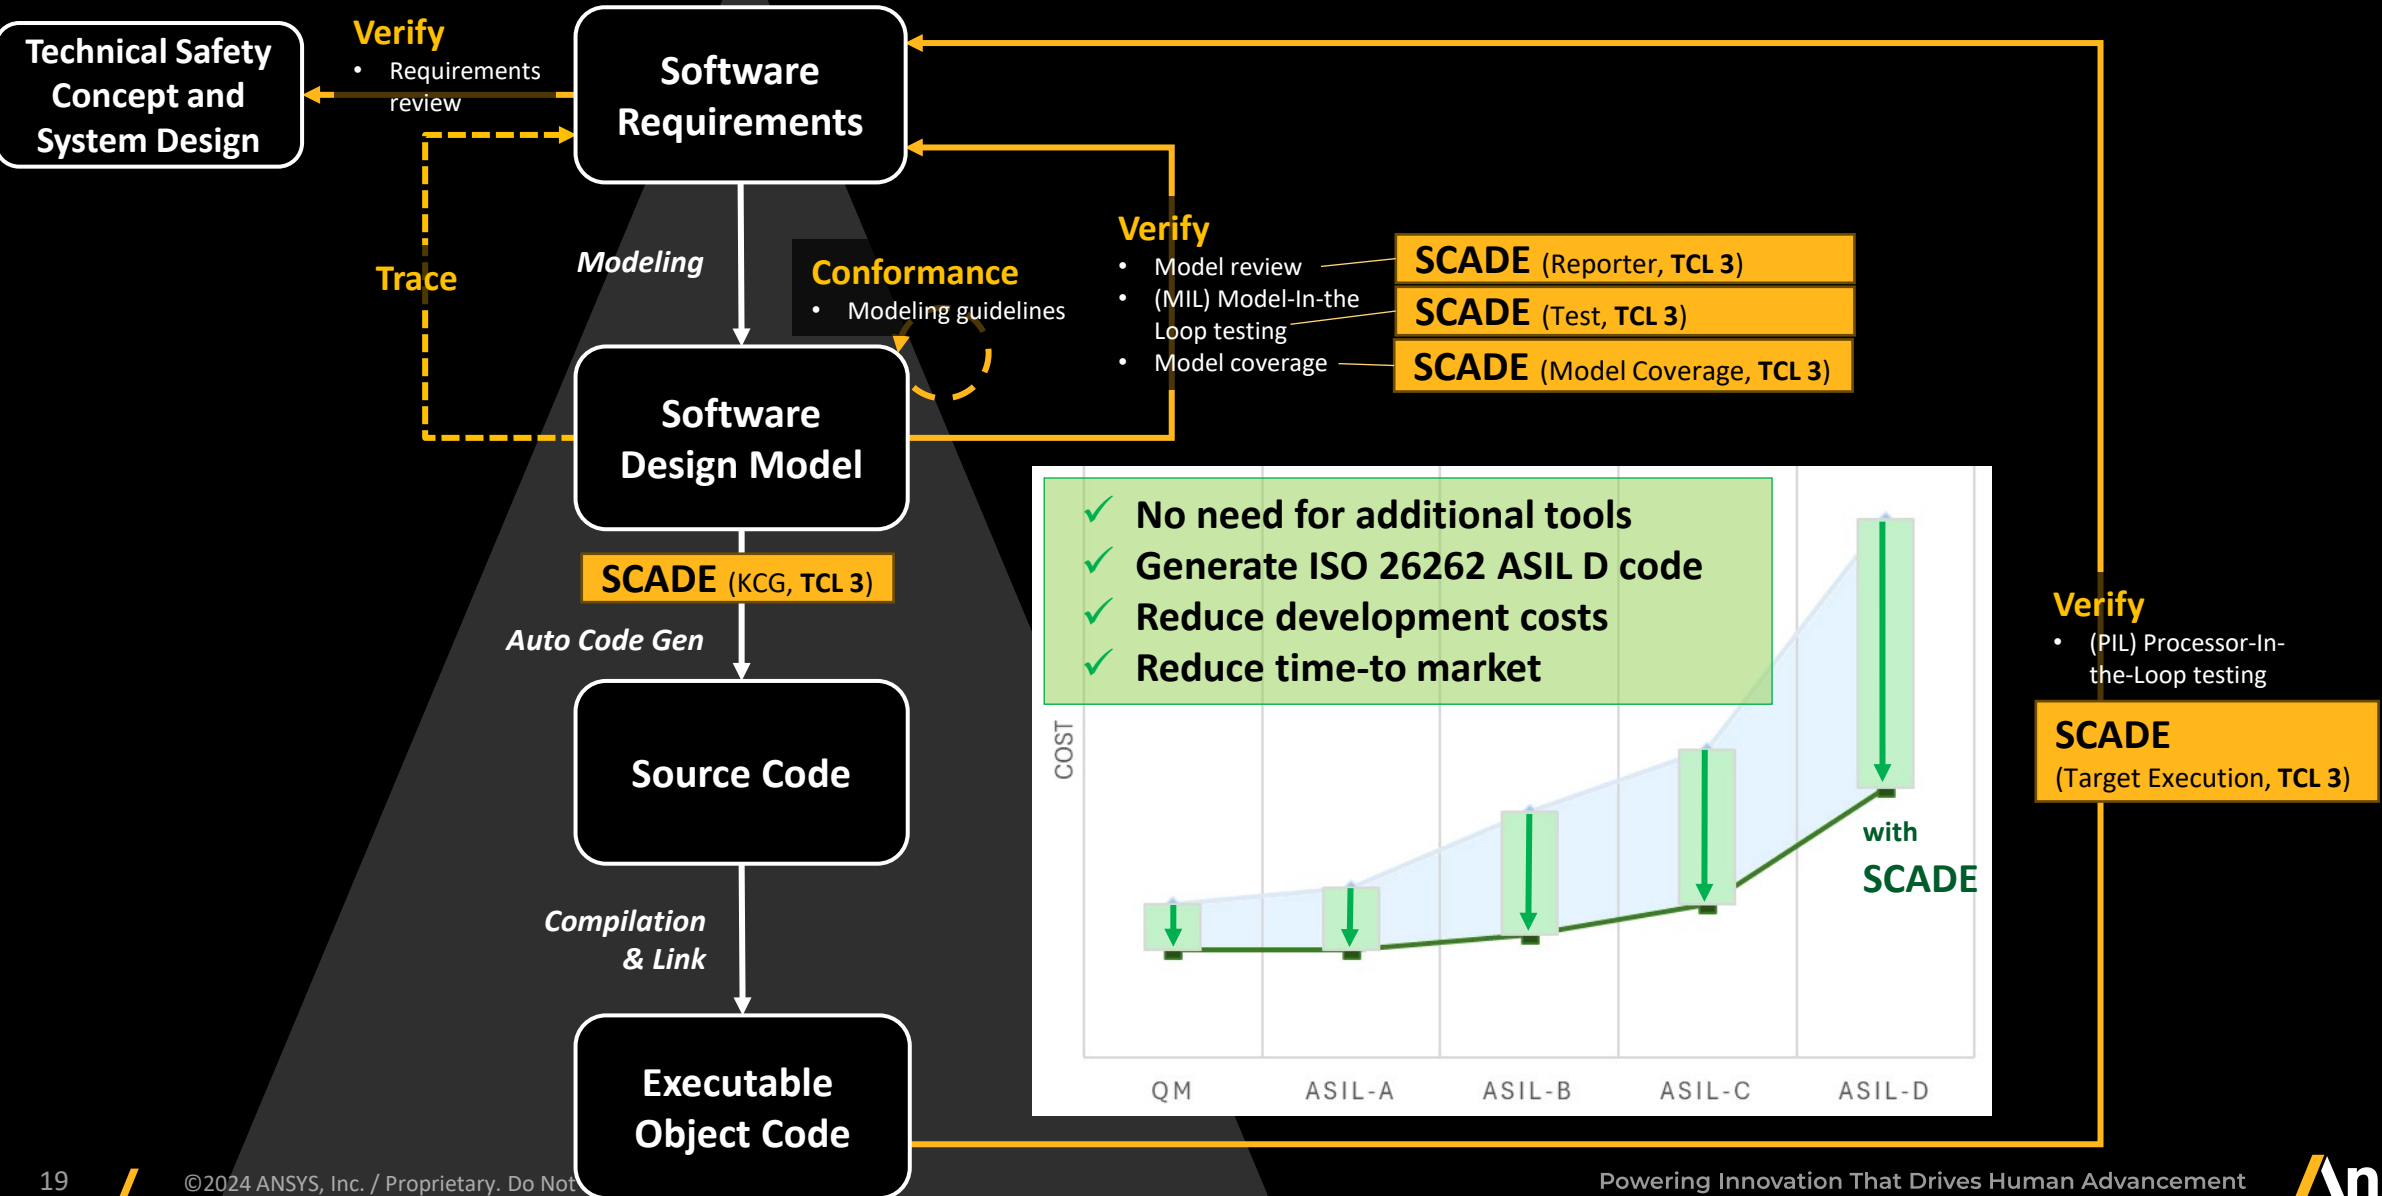 Technical Safety
Concept and
System Design
Verify
• Requirements
review
Software
Requirements
Trace
Modeling
Conformance
• Modeling guidelines
Verify
• Model review
• (MIL) Model-In-the
Loop testing
• Model coverage
SCADE (Reporter, TCL 3)
SCADE (Test, TCL 3)
SCADE (Model Coverage, TCL 3)
Software
Design Model
SCADE (KCG, TCL 3)
Auto Code Gen
Source Code
Compilation
& Link
Executable
Object Code
✓ No need for additional tools
✓ Generate ISO 26262 ASIL D code
✓ Reduce development costs
✓ Reduce time-to market
COST
with
SCADE
QM ASIL-A ASIL-B ASIL-C ASIL-D
Verify
• (PIL) Processor-In-
the-Loop testing
SCADE
(Target Execution, TCL 3)
19 ©2024 ANSYS, Inc. / Proprietary. Do Not
Powering Innovation That Drives Human Advancement
An